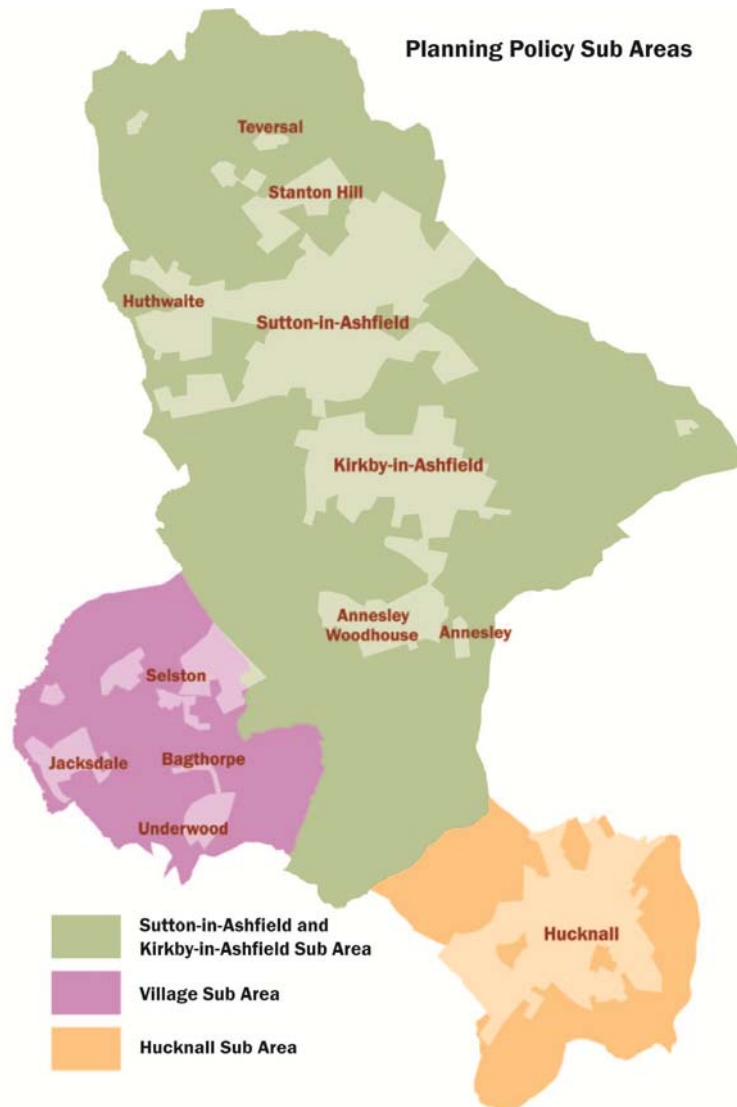 Planning Policy Sub Areas
Teversal
Stanton Hill
Huthwaite
Sutton-in-Ashfield
Kirkby-in-Ashfield
Annesley
Woodhouse
Annesley
Selston
Jacksdale
Bagthorpe
Underwood
Hucknall
Sutton-in-Ashfield and
Kirkby-in-Ashfield Sub Area
Village Sub Area
Hucknall Sub Area